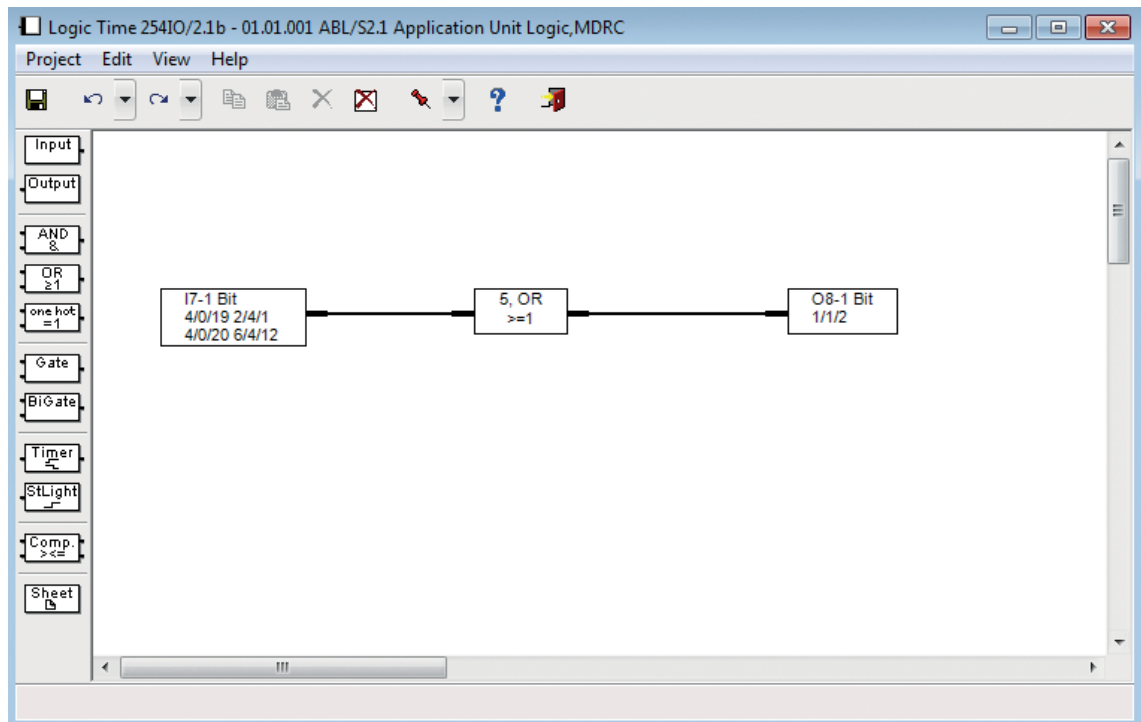 Logic Time 254IO/2.1b - 01.01.001 ABL/S2.1 Application Unit Logic,MDRC
Project Edit View Help
Input
Output
AND
&
OR
≥1
one hot
=1
Gate
BiGate
Timer
StLight
Comp.
><=
Sheet
I7-1 Bit
4/0/19 2/4/1
4/0/20 6/4/12
5, OR
>=1
O8-1 Bit
1/1/2